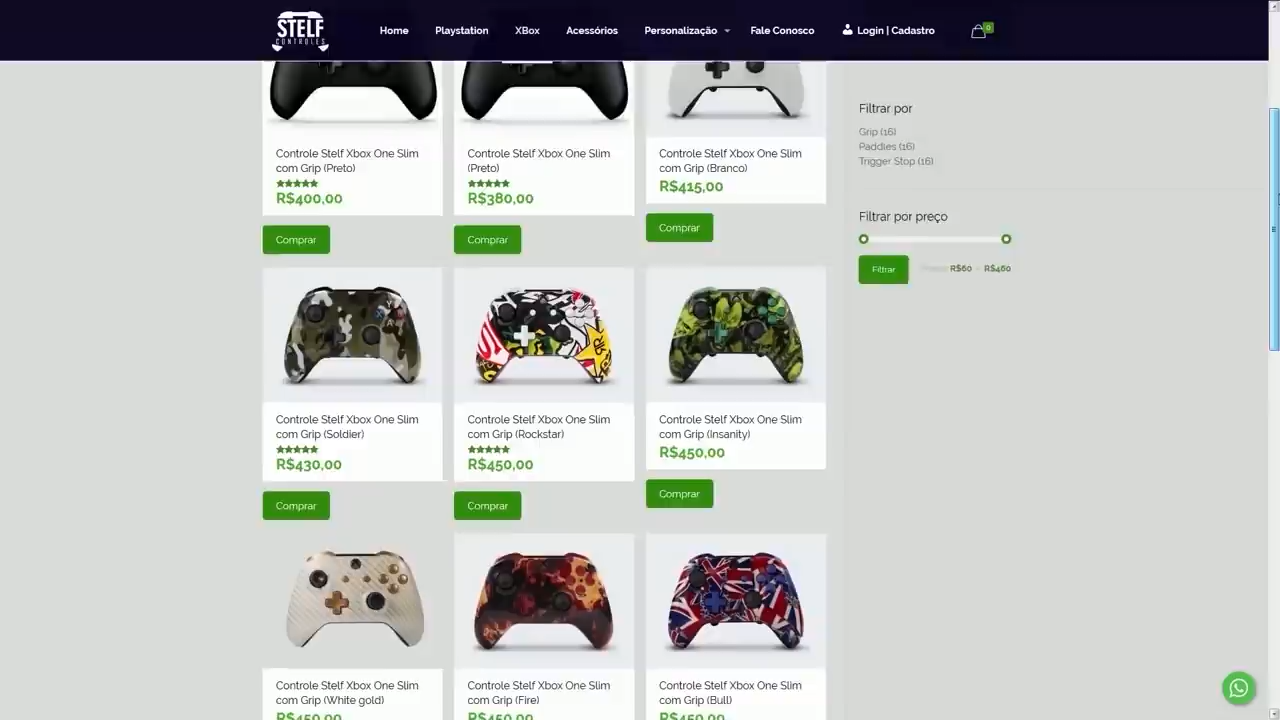 STELF
CONTROLES
Home
Playstation
XBox
Acessórios
Personalização
Fale Conosco
Login | Cadastro
0
Controle Stelf Xbox One Slim
com Grip (Preto)
R$400,00
Comprar
Controle Stelf Xbox One Slim
(Preto)
R$380,00
Comprar
Controle Stelf Xbox One Slim
com Grip (Branco)
R$415,00
Comprar
Filtrar por
Grip (16)
Paddles (16)
Trigger Stop (16)
Filtrar por preço
Filtrar
R$60 - R$460
Controle Stelf Xbox One Slim
com Grip (Soldier)
R$430,00
Comprar
Controle Stelf Xbox One Slim
com Grip (Rockstar)
R$450,00
Comprar
Controle Stelf Xbox One Slim
com Grip (Insanity)
R$450,00
Comprar
Controle Stelf Xbox One Slim
com Grip (White gold)
R$450,00
Controle Stelf Xbox One Slim
com Grip (Fire)
R$450,00
Controle Stelf Xbox One Slim
com Grip (Bull)
R$450,00